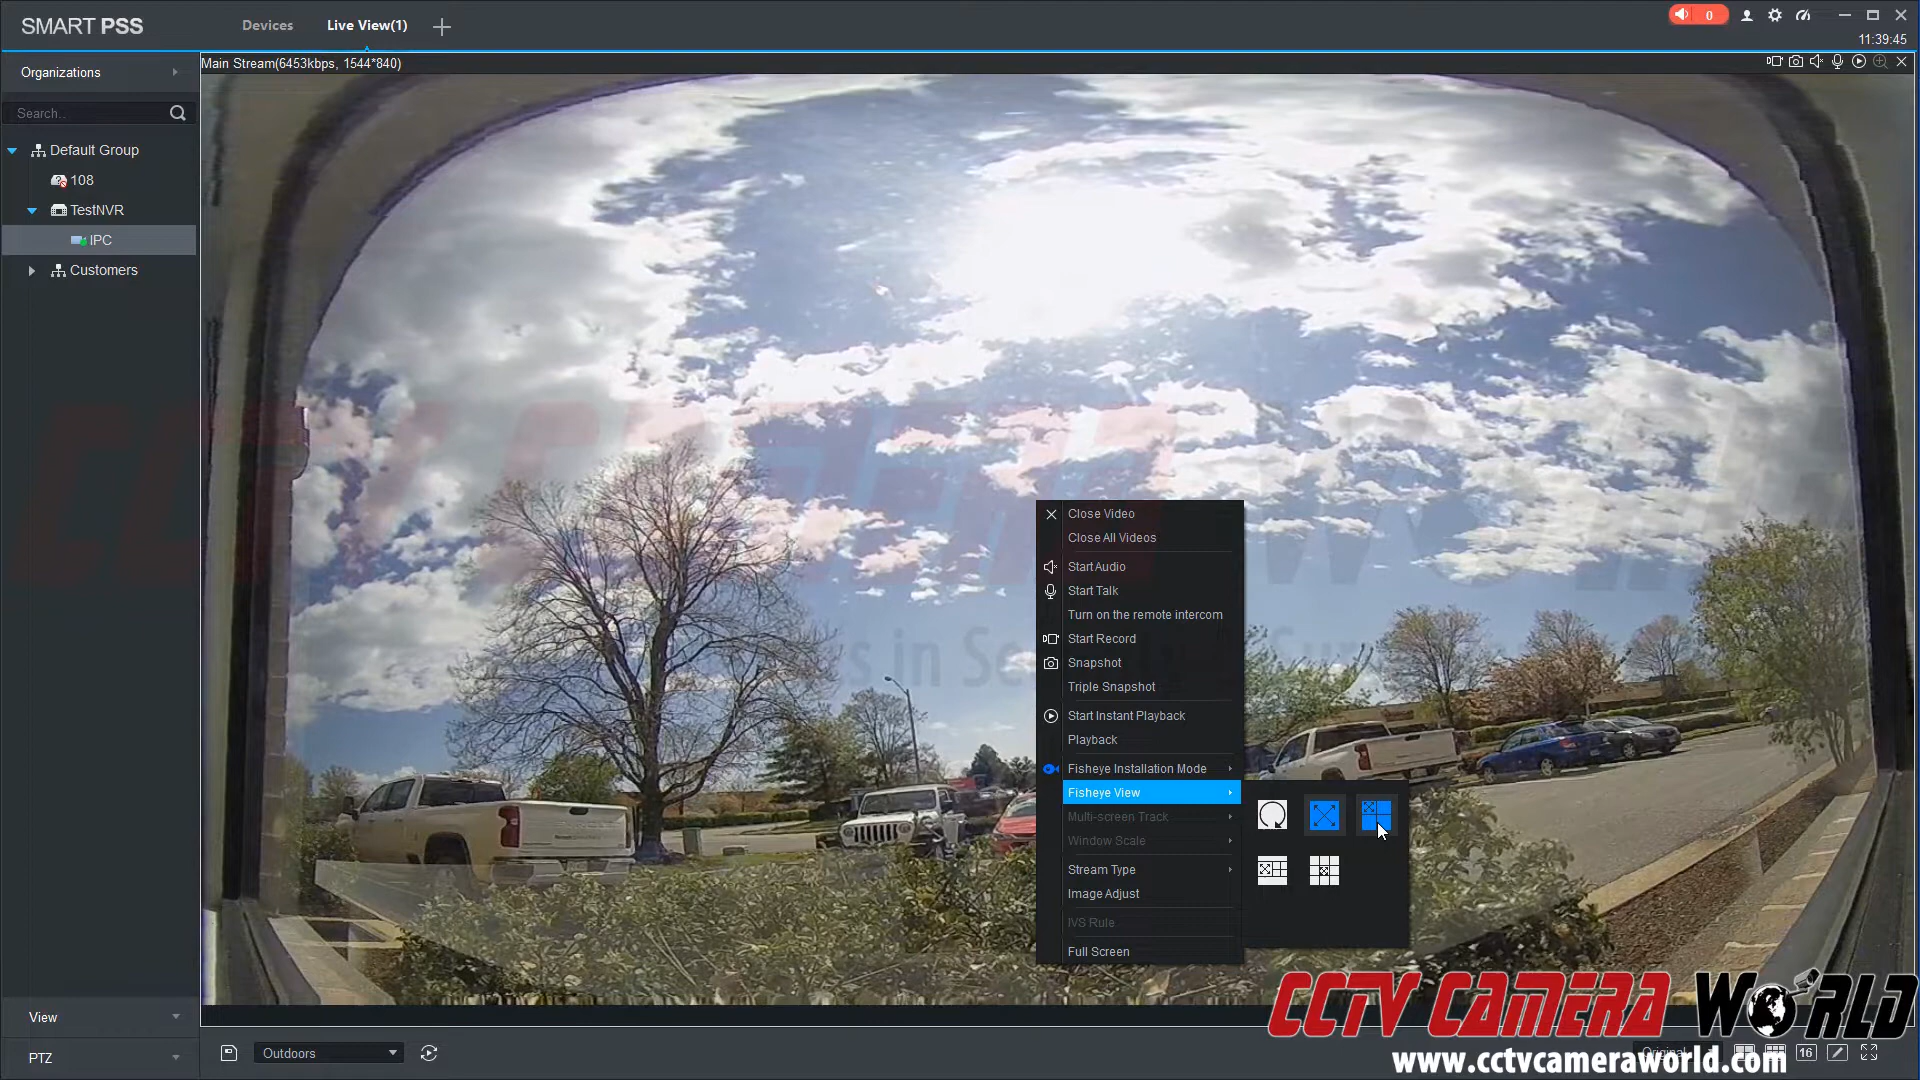 SMART PSS
Devices
Live View(1)
0
11:39:45
Organizations
Main Stream(6453kbps, 1544*840)
Search..
Default Group
108
TestNVR
IPC
Customers
Close Video
Close All Videos
Start Audio
Start Talk
Turn on the remote intercom
Start Record
Snapshot
Triple Snapshot
Start Instant Playback
Playback
Fisheye Installation Mode
Fisheye View
Multi-screen Track
Window Scale
Stream Type
Image Adjust
IVS Rule
Full Screen
View
PTZ
Outdoors
Original
16
CCTV CAMERA WORLD
www.cctvcameraworld.com